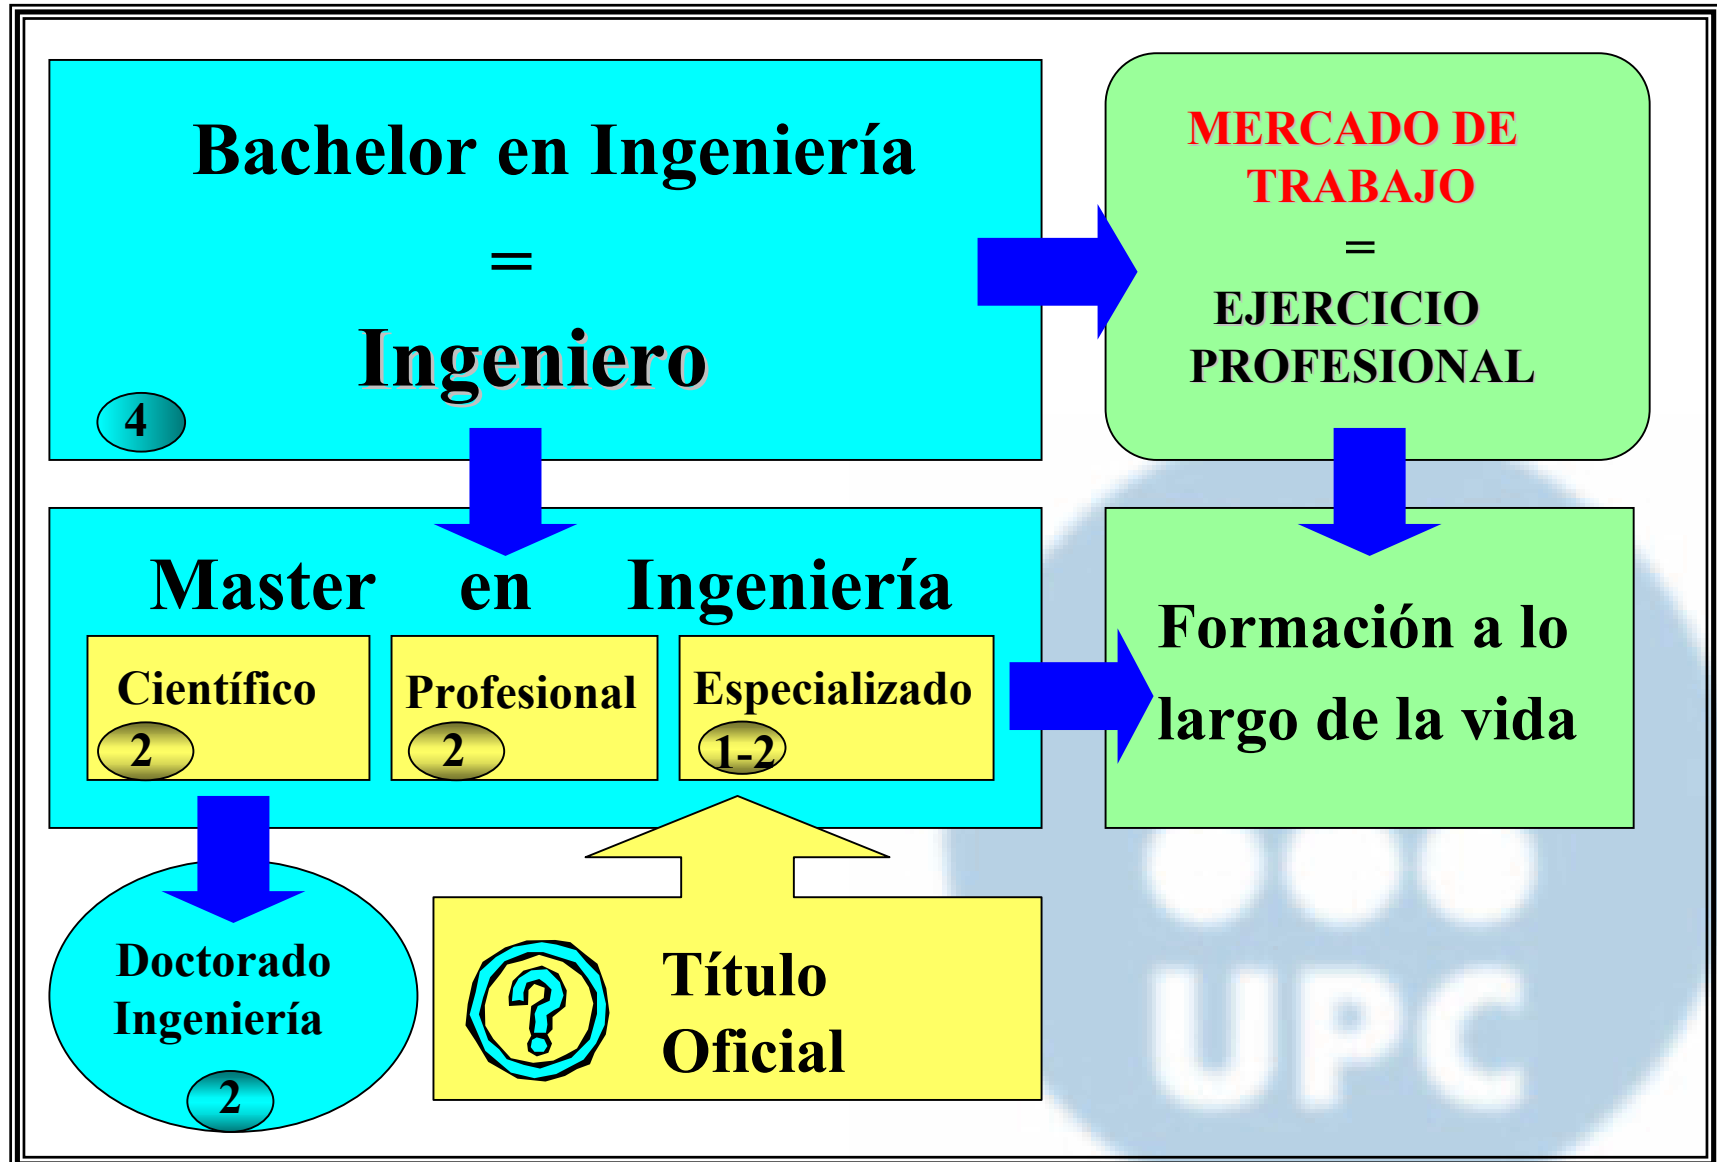 Bachelor en Ingeniería
=
Ingeniero
4
MERCADO DE
TRABAJO
=
EJERCICIO
PROFESIONAL
Master en Ingeniería
Científico
2
Profesional
2
Especializado
1-2
Formación a lo
largo de la vida
Doctorado
Ingeniería
2
?
Título
Oficial
UPC